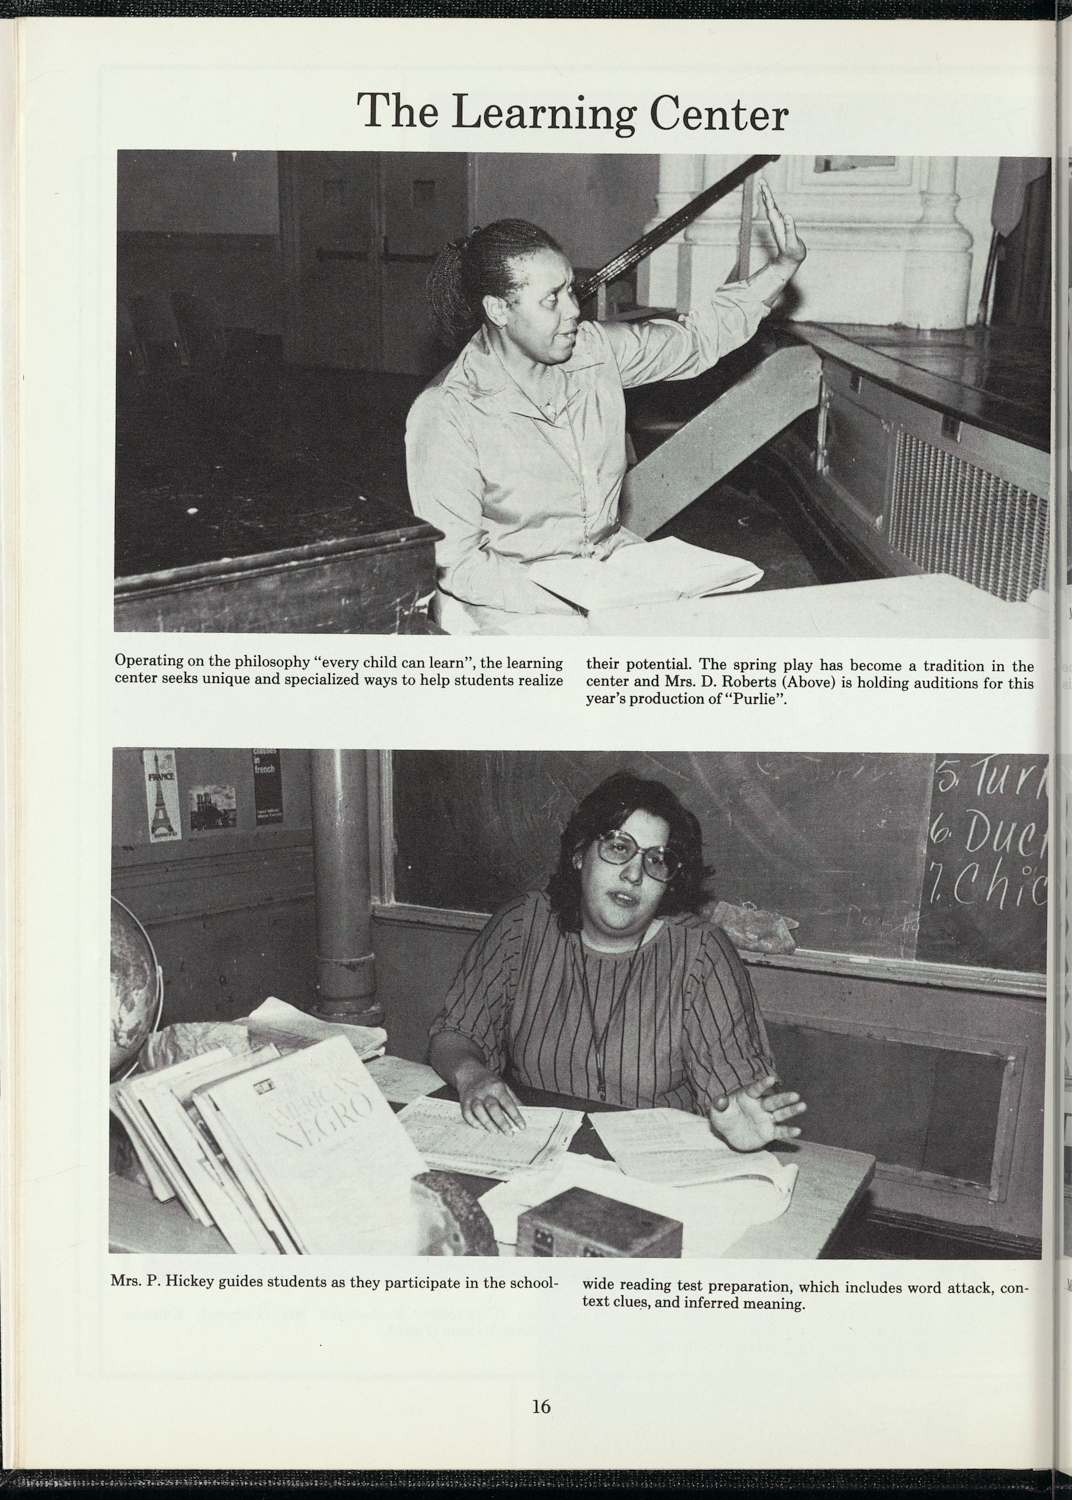 The Learning Center
Operating on the philosophy “every child can learn”, the learning
center seeks unique and specialized ways to help students realize
their potential. The spring play has become a tradition in the
center and Mrs. D. Roberts (Above) is holding auditions for this
year's production of “Purlie”.
FRANCE
classes
in
french
5. Tur
6. Duc
7. Chic
AMERICAN
NEGRO
Mrs. P. Hickey guides students as they participate in the school-
wide reading test preparation, which includes word attack, con-
text clues, and inferred meaning.
16